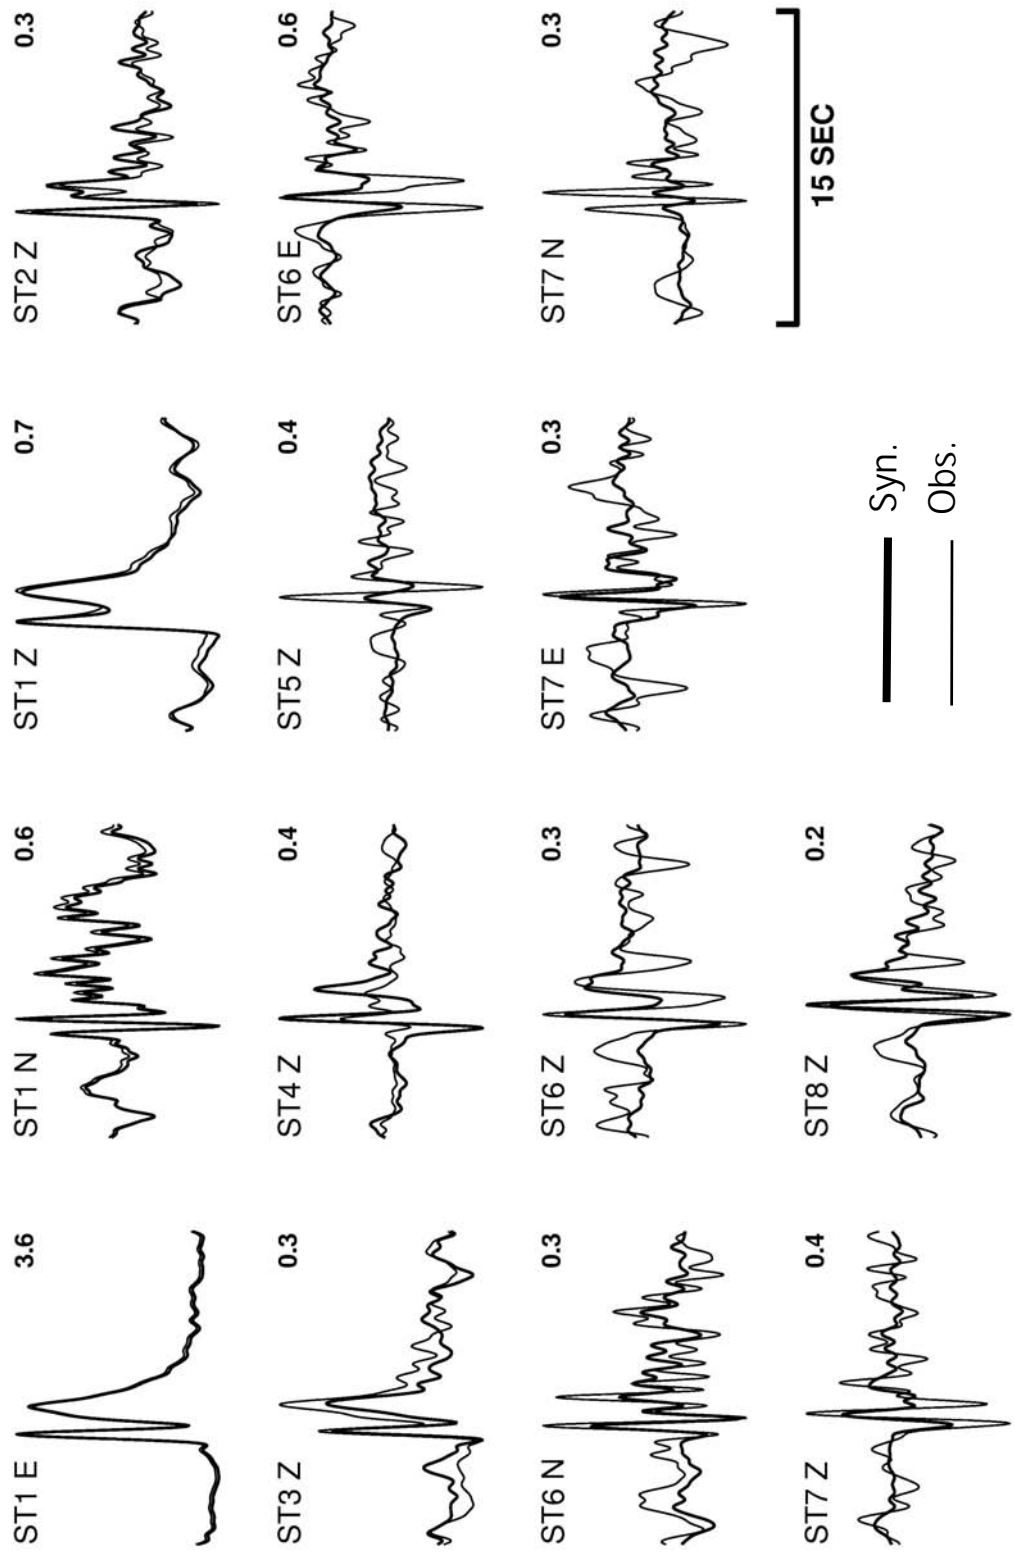 ST1 E 3.6
ST1 N 0.6
ST1 Z 0.7
ST2 Z 0.3
ST3 Z 0.3
ST4 Z 0.4
ST5 Z 0.4
ST6 E 0.6
ST6 N 0.3
ST6 Z 0.3
ST7 E 0.3
ST7 N 0.3
ST7 Z 0.4
ST8 Z 0.2
Syn.
Obs.
15 SEC